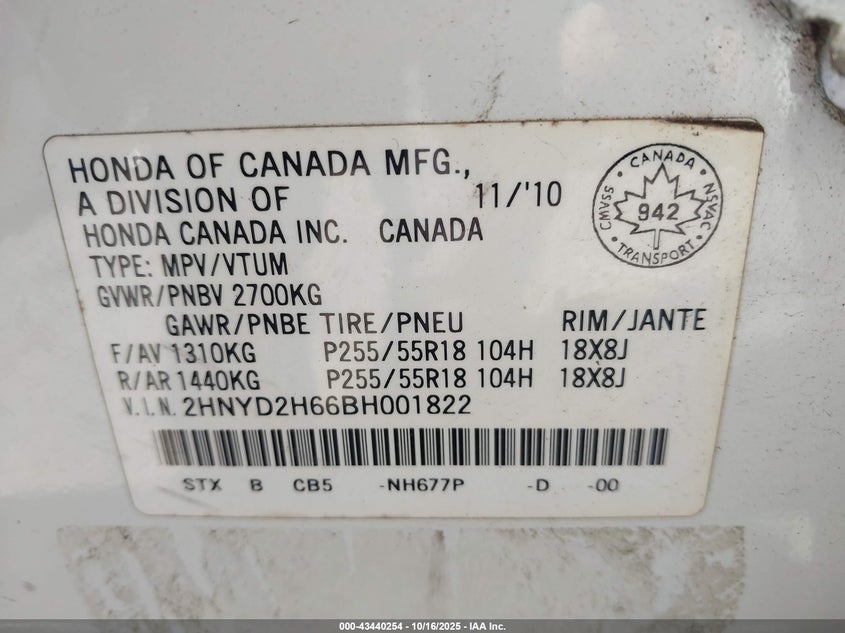 HONDA OF CANADA MFG.,
A DIVISION OF 11/'10
HONDA CANADA INC. CANADA
TYPE: MPV/VTUM
GVWR/PNBV 2700KG
GAWR/PNBE TIRE/PNEU RIM/JANTE
F/AV 1310KG P255/55R18 104H 18X8J
R/AR 1440KG P255/55R18 104H 18X8J
V.I.N. 2HNYD2H66BH001822
STX B CB5 -NH677P -D -00
CANADA
CMVSS 942 NSVAC
TRANSPORT
000-43440254 - 10/16/2025 - IAA Inc.